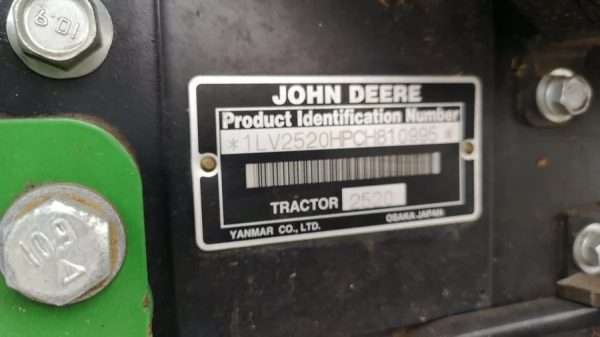 10.9
JOHN DEERE
Product Identification Number
*1LV2520HPCH810995*
TRACTOR 2520
YANMAR CO., LTD. OSAKA JAPAN
10.9